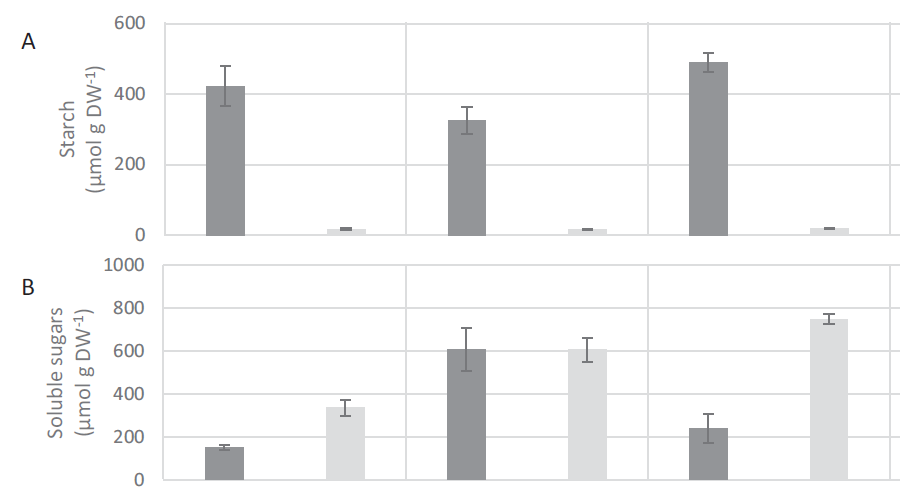 A
Starch
(µmol g DW-1)
600
400
200
0
B
Soluble sugars
(µmol g DW-1)
1000
800
600
400
200
0